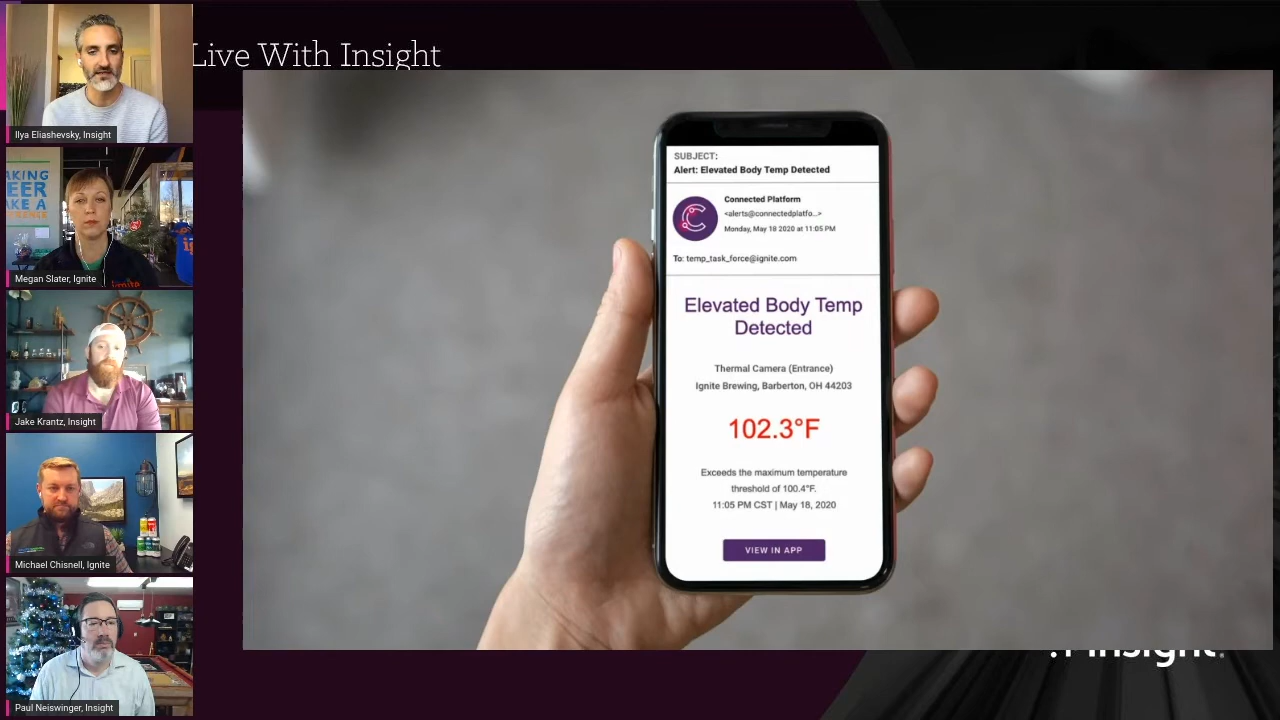 Live With Insight
Ilya Eliashevsky, Insight
Megan Slater, Ignite
Jake Krantz, Insight
Michael Chisnell, Ignite
Paul Neiswinger, Insight
SUBJECT:
Alert: Elevated Body Temp Detected
Connected Platform
<alerts@connectedplatfo...>
Monday, May 18 2020 at 11:05 PM
To: temp_task_force@ignite.com
Elevated Body Temp
Detected
Thermal Camera (Entrance)
Ignite Brewing, Barberton, OH 44203
102.3°F
Exceeds the maximum temperature
threshold of 100.4°F.
11:05 PM CST | May 18, 2020
VIEW IN APP
Insight